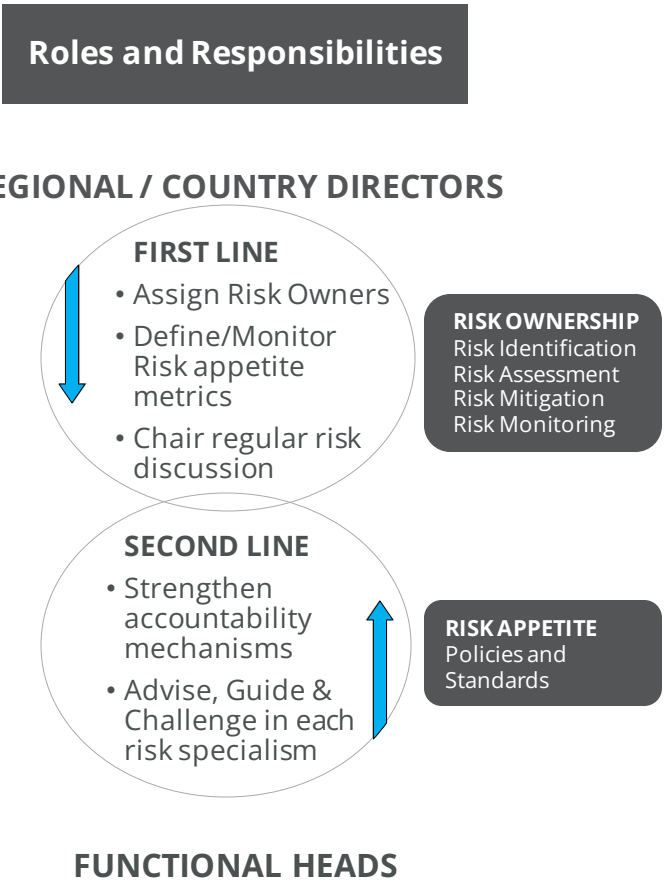 Roles and Responsibilities
EGIONAL / COUNTRY DIRECTORS
FIRST LINE
• Assign Risk Owners
• Define/Monitor
Risk appetite
metrics
• Chair regular risk
discussion
RISK OWNERSHIP
Risk Identification
Risk Assessment
Risk Mitigation
Risk Monitoring
SECOND LINE
• Strengthen
accountability
mechanisms
• Advise, Guide &
Challenge in each
risk specialism
RISK APPETITE
Policies and
Standards
FUNCTIONAL HEADS